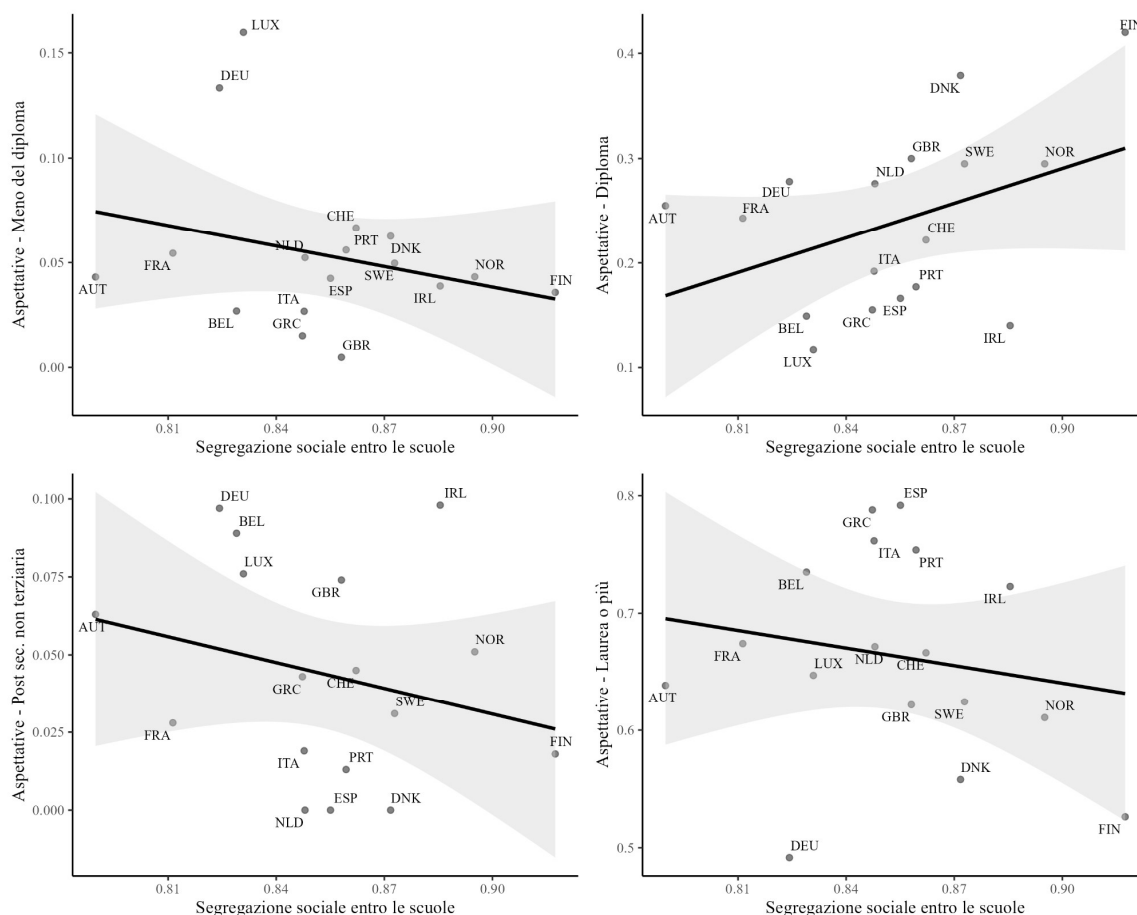 Aspettative - Meno del diploma
0.15
0.10
0.05
0.00
LUX
DEU
CHE
NLD
PRT
DNK
FRA
SWE
NOR
AUT
ESP
IRL
FIN
BEL
ITA
GRC
GBR
0.81
0.84
0.87
0.90
Segregazione sociale entro le scuole
Aspettative - Diploma
0.4
0.3
0.2
0.1
FIN
DNK
GBR
SWE
NOR
NLD
DEU
AUT
FRA
CHE
ITA
PRT
BEL
GRC
ESP
IRL
LUX
0.81
0.84
0.87
0.90
Segregazione sociale entro le scuole
Aspettative - Post sec. non terziaria
0.100
0.075
0.050
0.025
0.000
DEU
IRL
BEL
LUX
GBR
AUT
NOR
GRC
CHE
SWE
FRA
FIN
ITA
PRT
NLD
ESP
DNK
0.81
0.84
0.87
0.90
Segregazione sociale entro le scuole
Aspettative - Laurea o più
0.8
0.7
0.6
0.5
ESP
GRC
ITA
PRT
BEL
IRL
FRA
LUX
NLD
CHE
AUT
GBR
SWE
NOR
DNK
FIN
DEU
0.81
0.84
0.87
0.90
Segregazione sociale entro le scuole